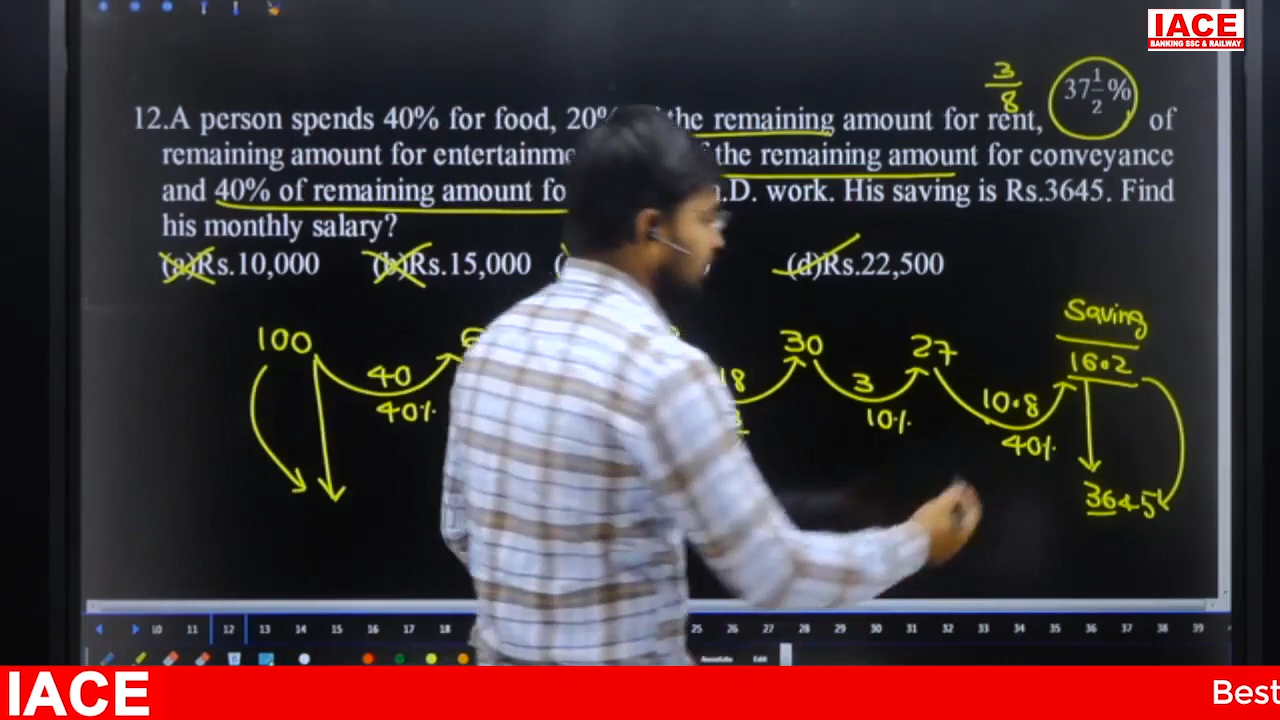 IACE
BANKING SSC & RAILWAY
3
8
37 1/2 %
12.A person spends 40% for food, 20% the remaining amount for rent, of
remaining amount for entertainme the remaining amount for conveyance
and 40% of remaining amount fo .D. work. His saving is Rs.3645. Find
his monthly salary?
(a)Rs.10,000 (b)Rs.15,000 ( (d)Rs.22,500
Saving
100 40 40% 6 18 30 3 10% 27 10.8 40% 16.2
3645
10 11 12 13 14 15 16 17 18 25 26 27 28 29 30 31 32 33 34 35 36 37 38 39
Annotate Edit
IACE Best